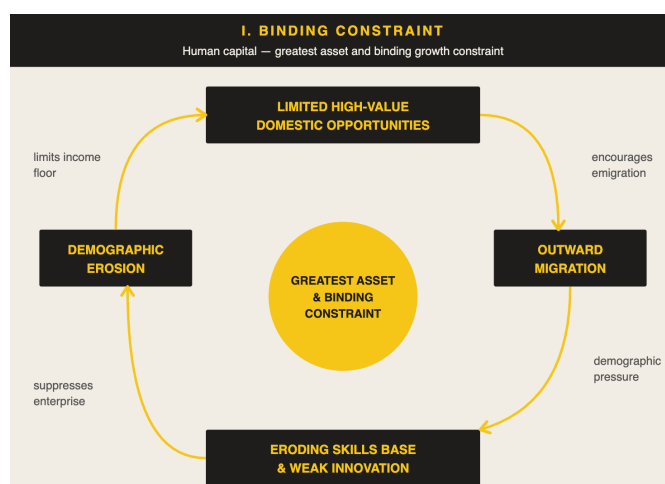 I. BINDING CONSTRAINT
Human capital — greatest asset and binding growth constraint
LIMITED HIGH-VALUE
DOMESTIC OPPORTUNITIES
limits income
floor
encourages
emigration
DEMOGRAPHIC
EROSION
OUTWARD
MIGRATION
GREATEST ASSET
& BINDING
CONSTRAINT
demographic
pressure
suppresses
enterprise
ERODING SKILLS BASE
& WEAK INNOVATION